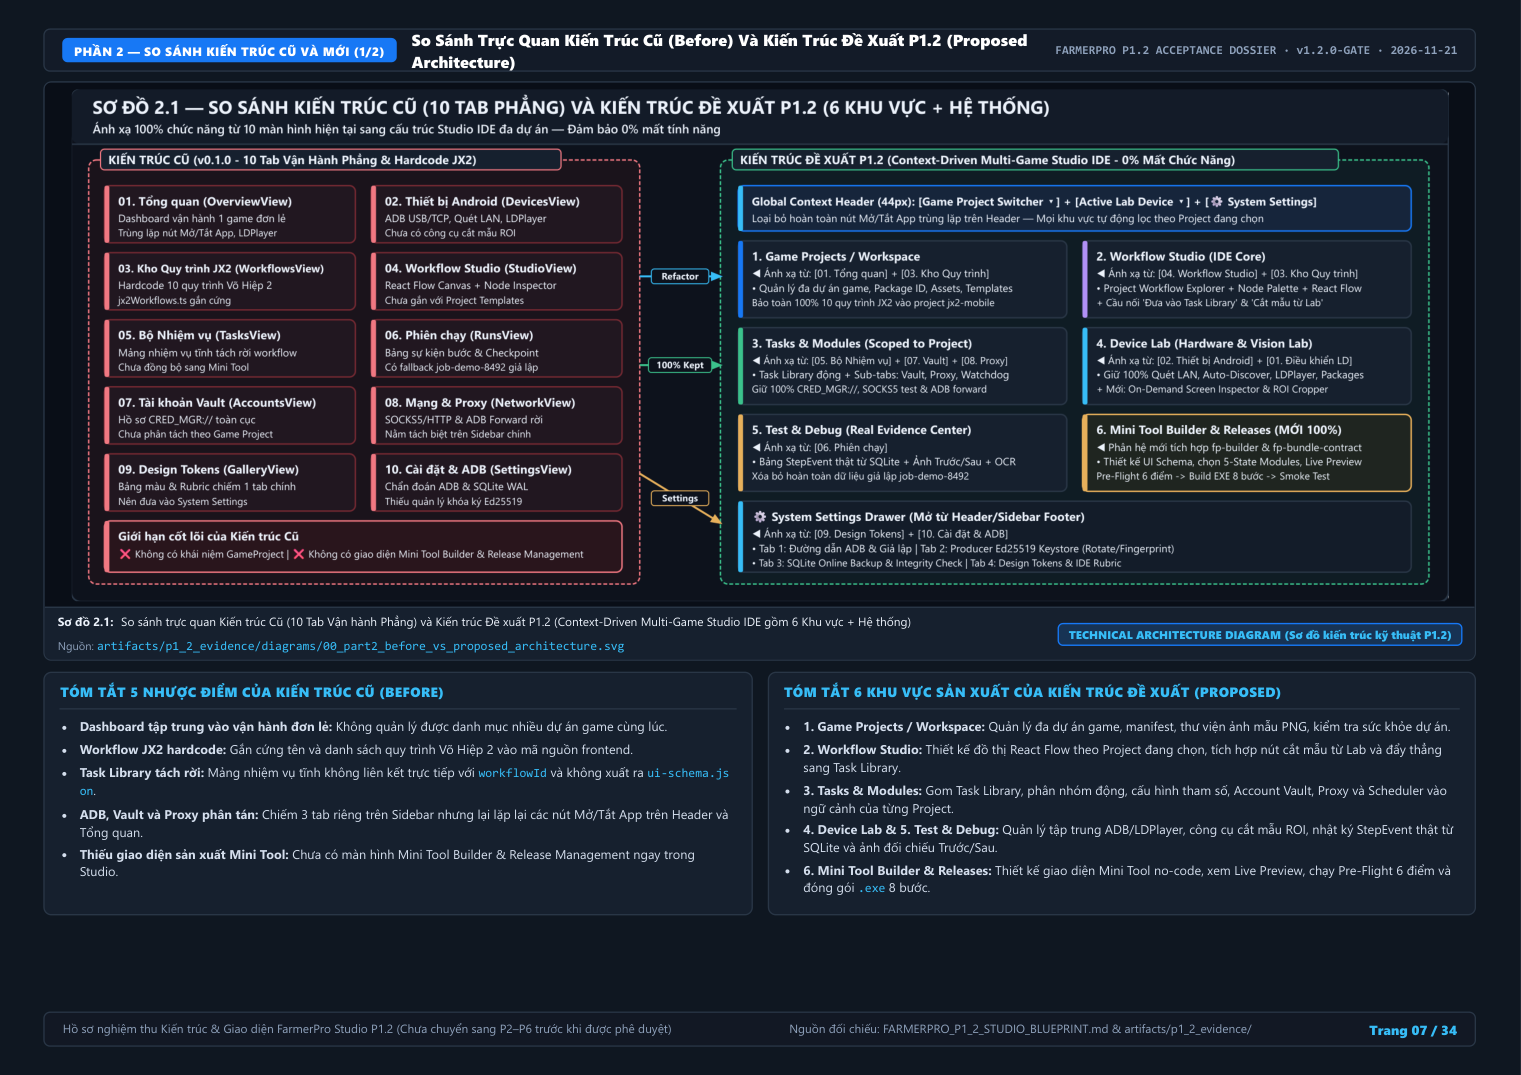 PHẦN 2 — SO SÁNH KIẾN TRÚC CŨ VÀ MỚI (1/2)
So Sánh Trực Quan Kiến Trúc Cũ (Before) Và Kiến Trúc Đề Xuất P1.2 (Proposed
Architecture)
FARMERPRO P1.2 ACCEPTANCE DOSSIER · v1.2.0-GATE · 2026-11-21
SƠ ĐỒ 2.1 — SO SÁNH KIẾN TRÚC CŨ (10 TAB PHẲNG) VÀ KIẾN TRÚC ĐỀ XUẤT P1.2 (6 KHU VỰC + HỆ THỐNG)
Ánh xạ 100% chức năng từ 10 màn hình hiện tại sang cấu trúc Studio IDE đa dự án — Đảm bảo 0% mất tính năng
KIẾN TRÚC CŨ (v0.1.0 - 10 Tab Vận Hành Phẳng & Hardcode JX2)
01. Tổng quan (OverviewView)
Dashboard vận hành 1 game đơn lẻ
Trùng lặp nút Mở/Tắt App, LDPlayer
02. Thiết bị Android (DevicesView)
ADB USB/TCP, Quét LAN, LDPlayer
Chưa có công cụ cắt mẫu ROI
03. Kho Quy trình JX2 (WorkflowsView)
Hardcode 10 quy trình Võ Hiệp 2
jx2Workflows.ts gắn cứng
04. Workflow Studio (StudioView)
React Flow Canvas + Node Inspector
Chưa gắn với Project Templates
05. Bộ Nhiệm vụ (TasksView)
Mảng nhiệm vụ tĩnh tách rời workflow
Chưa đồng bộ sang Mini Tool
06. Phiên chạy (RunsView)
Bảng sự kiện bước & Checkpoint
Có fallback job-demo-8492 giả lập
07. Tài khoản Vault (AccountsView)
Hồ sơ CRED_MGR:// toàn cục
Chưa phân tách theo Game Project
08. Mạng & Proxy (NetworkView)
SOCKS5/HTTP & ADB Forward rời
Nằm tách biệt trên Sidebar chính
09. Design Tokens (GalleryView)
Bảng màu & Rubric chiếm 1 tab chính
Nên đưa vào System Settings
10. Cài đặt & ADB (SettingsView)
Chẩn đoán ADB & SQLite WAL
Thiếu quản lý khóa ký Ed25519
Giới hạn cốt lõi của Kiến trúc Cũ
❌ Không có khái niệm GameProject | ❌ Không có giao diện Mini Tool Builder & Release Management
Refactor
100% Kept
Settings
KIẾN TRÚC ĐỀ XUẤT P1.2 (Context-Driven Multi-Game Studio IDE - 0% Mất Chức Năng)
Global Context Header (44px): [Game Project Switcher ▾] + [Active Lab Device ▾] + [⚙️ System Settings]
Loại bỏ hoàn toàn nút Mở/Tắt App trùng lặp trên Header — Mọi khu vực tự động lọc theo Project đang chọn
1. Game Projects / Workspace
◀ Ánh xạ từ: [01. Tổng quan] + [03. Kho Quy trình]
• Quản lý đa dự án game, Package ID, Assets, Templates
Bảo toàn 100% 10 quy trình JX2 vào project jx2-mobile
2. Workflow Studio (IDE Core)
◀ Ánh xạ từ: [04. Workflow Studio] + [03. Kho Quy trình]
• Project Workflow Explorer + Node Palette + React Flow
+ Cầu nối 'Đưa vào Task Library' & 'Cắt mẫu từ Lab'
3. Tasks & Modules (Scoped to Project)
◀ Ánh xạ từ: [05. Bộ Nhiệm vụ] + [07. Vault] + [08. Proxy]
• Task Library động + Sub-tabs: Vault, Proxy, Watchdog
Giữ 100% CRED_MGR://, SOCKS5 test & ADB forward
4. Device Lab (Hardware & Vision Lab)
◀ Ánh xạ từ: [02. Thiết bị Android] + [01. Điều khiển LD]
• Giữ 100% Quét LAN, Auto-Discover, LDPlayer, Packages
+ Mới: On-Demand Screen Inspector & ROI Cropper
5. Test & Debug (Real Evidence Center)
◀ Ánh xạ từ: [06. Phiên chạy]
• Bảng StepEvent thật từ SQLite + Ảnh Trước/Sau + OCR
Xóa bỏ hoàn toàn dữ liệu giả lập job-demo-8492
6. Mini Tool Builder & Releases (MỚI 100%)
◀ Phân hệ mới tích hợp fp-builder & fp-bundle-contract
• Thiết kế UI Schema, chọn 5-State Modules, Live Preview
Pre-Flight 6 điểm -> Build EXE 8 bước -> Smoke Test
⚙️ System Settings Drawer (Mở từ Header/Sidebar Footer)
◀ Ánh xạ từ: [09. Design Tokens] + [10. Cài đặt & ADB]
• Tab 1: Đường dẫn ADB & Giả lập | Tab 2: Producer Ed25519 Keystore (Rotate/Fingerprint)
• Tab 3: SQLite Online Backup & Integrity Check | Tab 4: Design Tokens & IDE Rubric
Sơ đồ 2.1: So sánh trực quan Kiến trúc Cũ (10 Tab Vận hành Phẳng) và Kiến trúc Đề xuất P1.2 (Context-Driven Multi-Game Studio IDE gồm 6 Khu vực + Hệ thống)
Nguồn: artifacts/p1_2_evidence/diagrams/00_part2_before_vs_proposed_architecture.svg
TECHNICAL ARCHITECTURE DIAGRAM (Sơ đồ kiến trúc kỹ thuật P1.2)
TÓM TẮT 5 NHƯỢC ĐIỂM CỦA KIẾN TRÚC CŨ (BEFORE)
• Dashboard tập trung vào vận hành đơn lẻ: Không quản lý được danh mục nhiều dự án game cùng lúc.
• Workflow JX2 hardcode: Gắn cứng tên và danh sách quy trình Võ Hiệp 2 vào mã nguồn frontend.
• Task Library tách rời: Mảng nhiệm vụ tĩnh không liên kết trực tiếp với workflowId và không xuất ra ui-schema.js
on.
• ADB, Vault và Proxy phân tán: Chiếm 3 tab riêng trên Sidebar nhưng lại lặp lại các nút Mở/Tắt App trên Header và
Tổng quan.
• Thiếu giao diện sản xuất Mini Tool: Chưa có màn hình Mini Tool Builder & Release Management ngay trong
Studio.
TÓM TẮT 6 KHU VỰC SẢN XUẤT CỦA KIẾN TRÚC ĐỀ XUẤT (PROPOSED)
• 1. Game Projects / Workspace: Quản lý đa dự án game, manifest, thư viện ảnh mẫu PNG, kiểm tra sức khỏe dự án.
• 2. Workflow Studio: Thiết kế đồ thị React Flow theo Project đang chọn, tích hợp nút cắt mẫu từ Lab và đẩy thẳng
sang Task Library.
• 3. Tasks & Modules: Gom Task Library, phân nhóm động, cấu hình tham số, Account Vault, Proxy và Scheduler vào
ngữ cảnh của từng Project.
• 4. Device Lab & 5. Test & Debug: Quản lý tập trung ADB/LDPlayer, công cụ cắt mẫu ROI, nhật ký StepEvent thật từ
SQLite và ảnh đối chiếu Trước/Sau.
• 6. Mini Tool Builder & Releases: Thiết kế giao diện Mini Tool no-code, xem Live Preview, chạy Pre-Flight 6 điểm và
đóng gói .exe 8 bước.
Hồ sơ nghiệm thu Kiến trúc & Giao diện FarmerPro Studio P1.2 (Chưa chuyển sang P2–P6 trước khi được phê duyệt)
Nguồn đối chiếu: FARMERPRO_P1_2_STUDIO_BLUEPRINT.md & artifacts/p1_2_evidence/
Trang 07 / 34